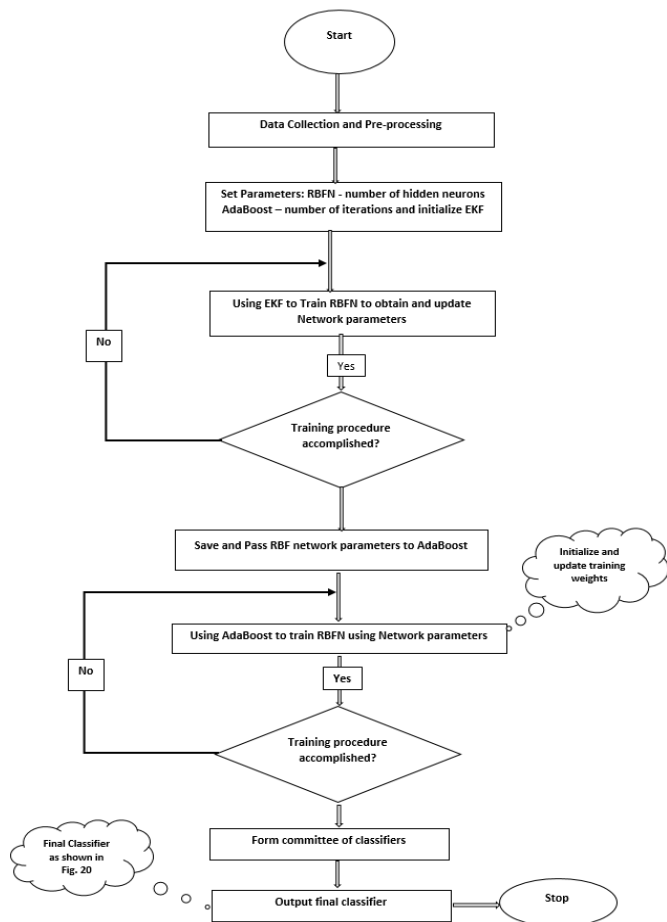 Start
Data Collection and Pre-processing
Set Parameters: RBFN - number of hidden neurons
AdaBoost – number of iterations and initialize EKF
Using EKF to Train RBFN to obtain and update
Network parameters
No
Yes
Training procedure
accomplished?
Save and Pass RBF network parameters to AdaBoost
Initialize and
update training
weights
Using AdaBoost to train RBFN using Network parameters
No
Yes
Training procedure
accomplished?
Form committee of classifiers
Final Classifier
as shown in
Fig. 20
Output final classifier
Stop